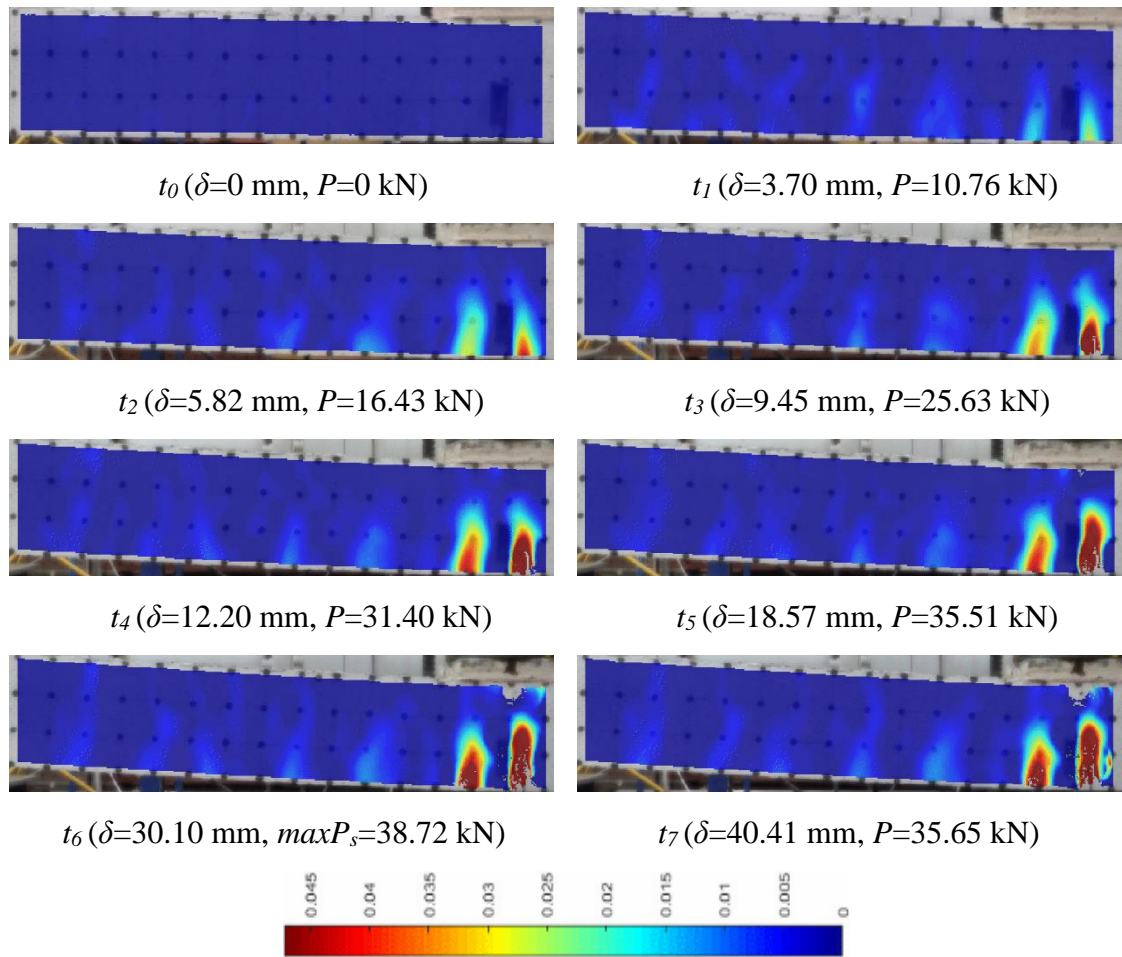 t0 (δ=0 mm, P=0 kN)
t1 (δ=3.70 mm, P=10.76 kN)
t2 (δ=5.82 mm, P=16.43 kN)
t3 (δ=9.45 mm, P=25.63 kN)
t4 (δ=12.20 mm, P=31.40 kN)
t5 (δ=18.57 mm, P=35.51 kN)
t6 (δ=30.10 mm, maxPs=38.72 kN)
t7 (δ=40.41 mm, P=35.65 kN)
0.045 0.04 0.035 0.03 0.025 0.02 0.015 0.01 0.005 0